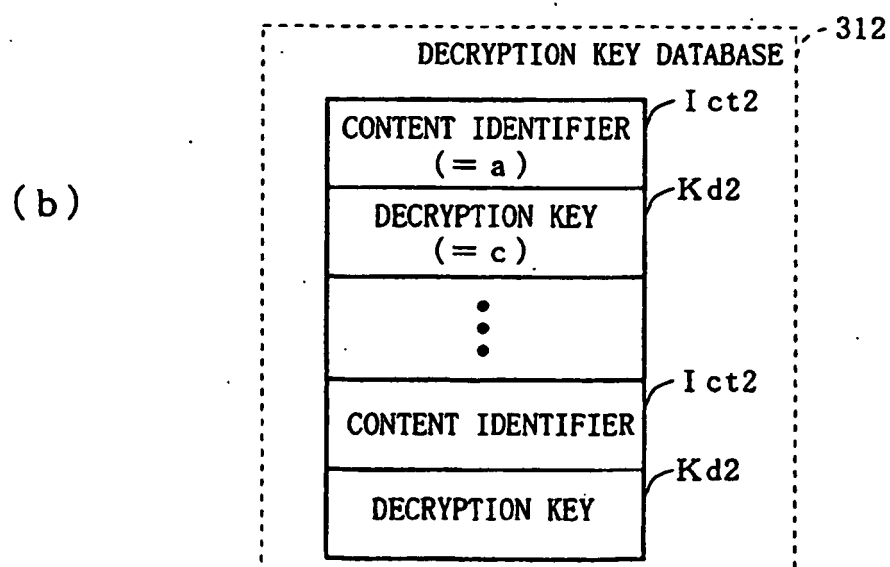 312
DECRYPTION KEY DATABASE
Ict2
CONTENT IDENTIFIER
(=a)
Kd2
(b)
DECRYPTION KEY
(=c)
Ict2
CONTENT IDENTIFIER
Kd2
DECRYPTION KEY